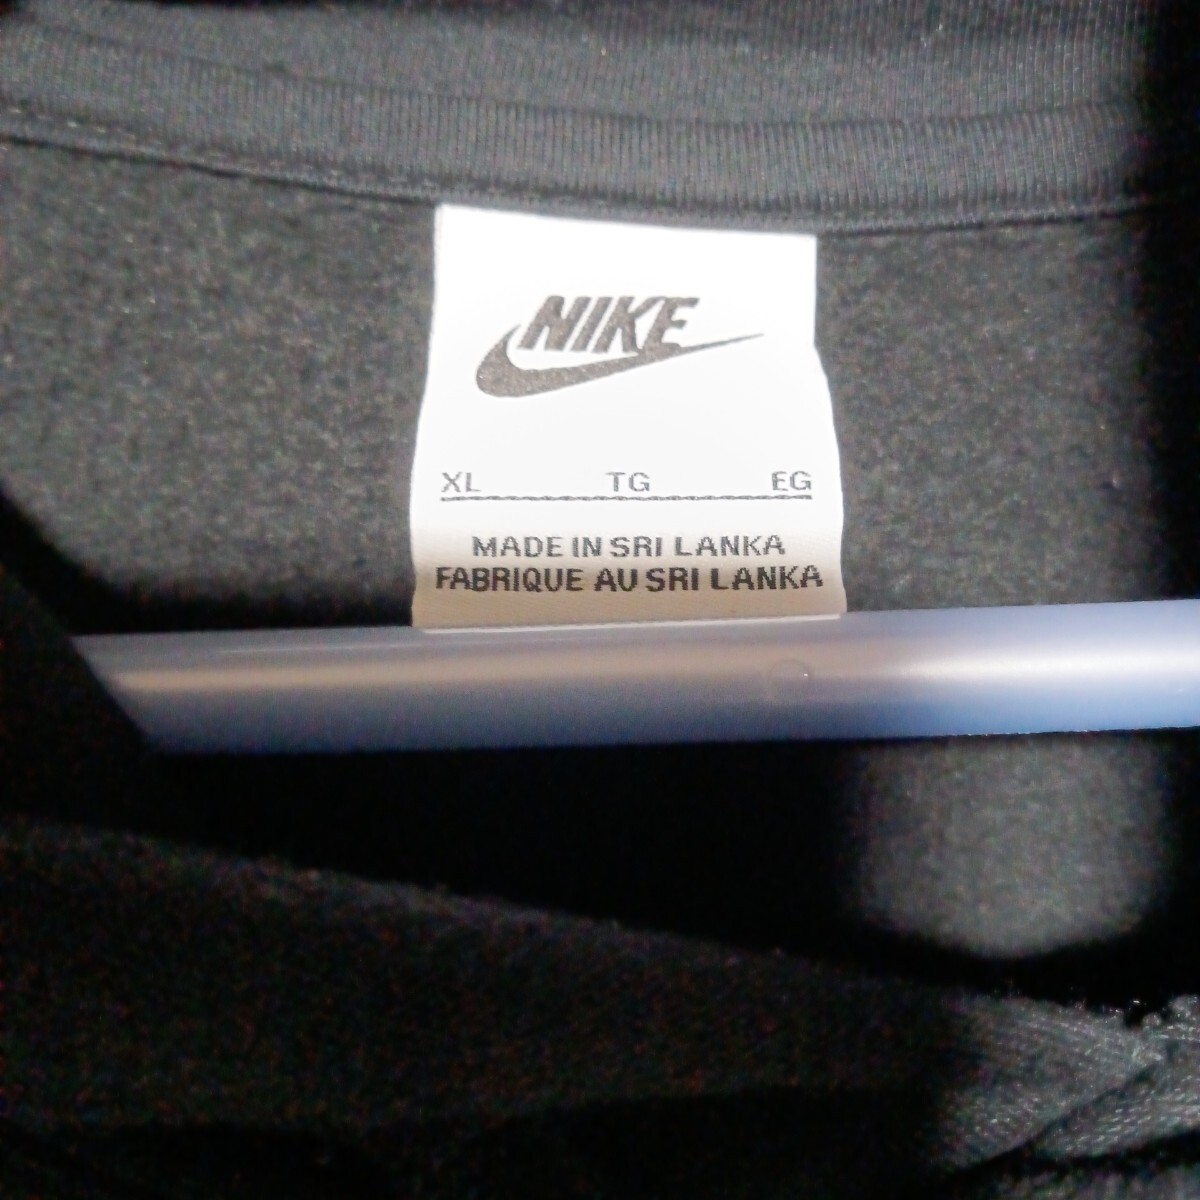 NIKE
XL TG EG
MADE IN SRI LANKA
FABRIQUE AU SRI LANKA